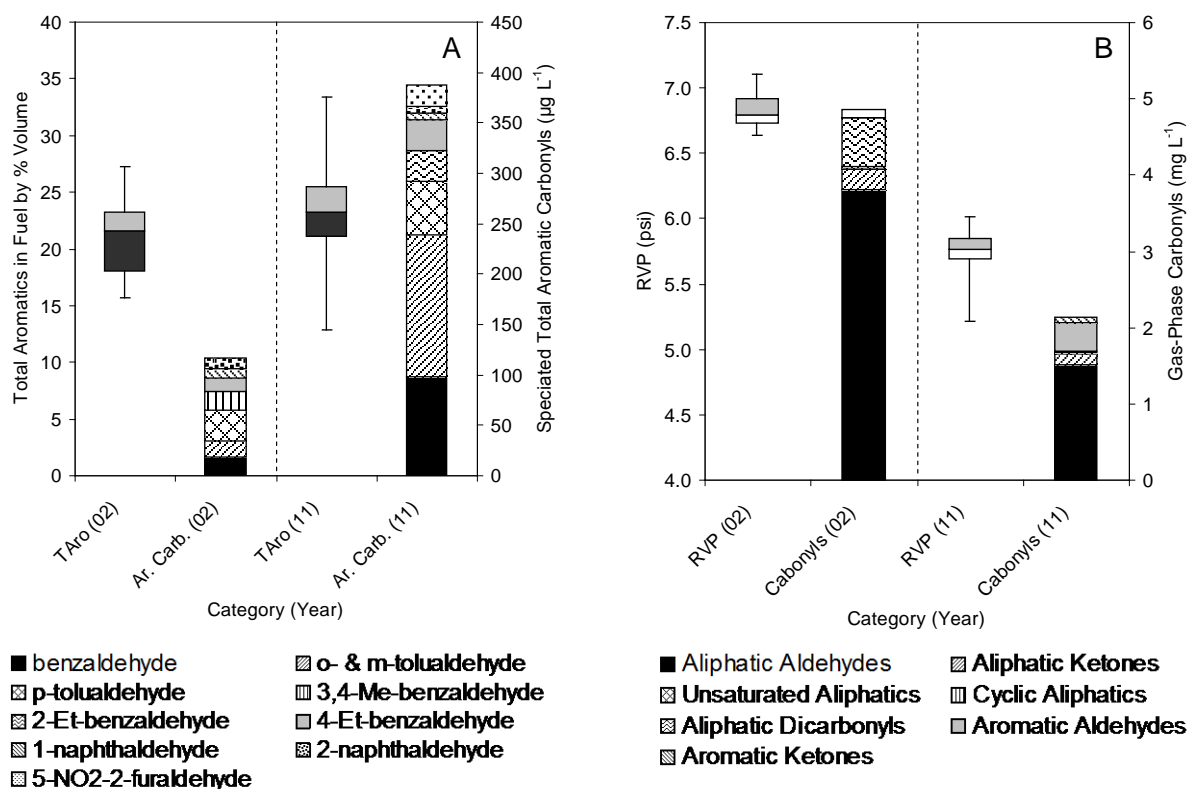 A
40
35
30
25
20
15
10
5
0
Total Aromatics in Fuel by % Volume
450
400
350
300
250
200
150
100
50
0
Speciated Total Aromatic Carbonyls (µg L-1)
TAro (02)
Ar. Carb. (02)
TAro (11)
Ar. Carb. (11)
Category (Year)
benzaldehyde
o- & m-tolualdehyde
p-tolualdehyde
3,4-Me-benzaldehyde
2-Et-benzaldehyde
4-Et-benzaldehyde
1-naphthaldehyde
2-naphthaldehyde
5-NO2-2-furaldehyde
B
7.5
7.0
6.5
6.0
5.5
5.0
4.5
4.0
RVP (psi)
6
5
4
3
2
1
0
Gas-Phase Carbonyls (mg L-1)
RVP (02)
Cabonyls (02)
RVP (11)
Cabonyls (11)
Category (Year)
Aliphatic Aldehydes
Aliphatic Ketones
Unsaturated Aliphatics
Cyclic Aliphatics
Aliphatic Dicarbonyls
Aromatic Aldehydes
Aromatic Ketones